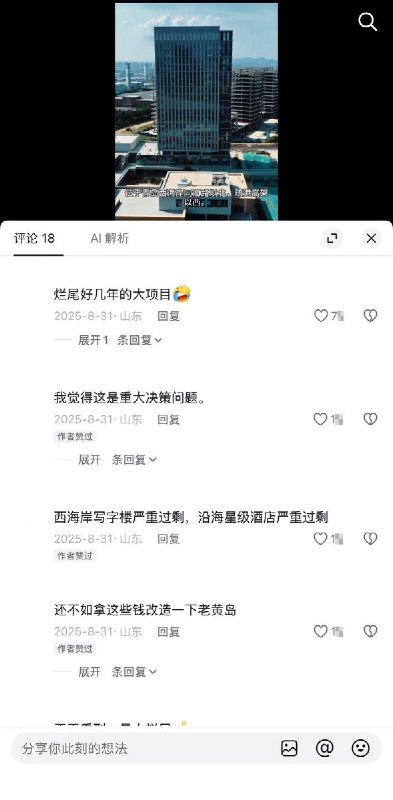 以西。
评论 18
AI 解析
烂尾好几年的大项目🤣
2025-8-31·山东 回复
7
展开1 条回复
我觉得这是重大决策问题。
2025-8-31·山东 回复
1
作者赞过
展开 条回复
西海岸写字楼严重过剩，沿海星级酒店严重过剩
2025-8-31·山东 回复
1
作者赞过
还不如拿这些钱改造一下老黄岛
2025-8-31·山东 回复
1
作者赞过
展开 条回复
分享你此刻的想法